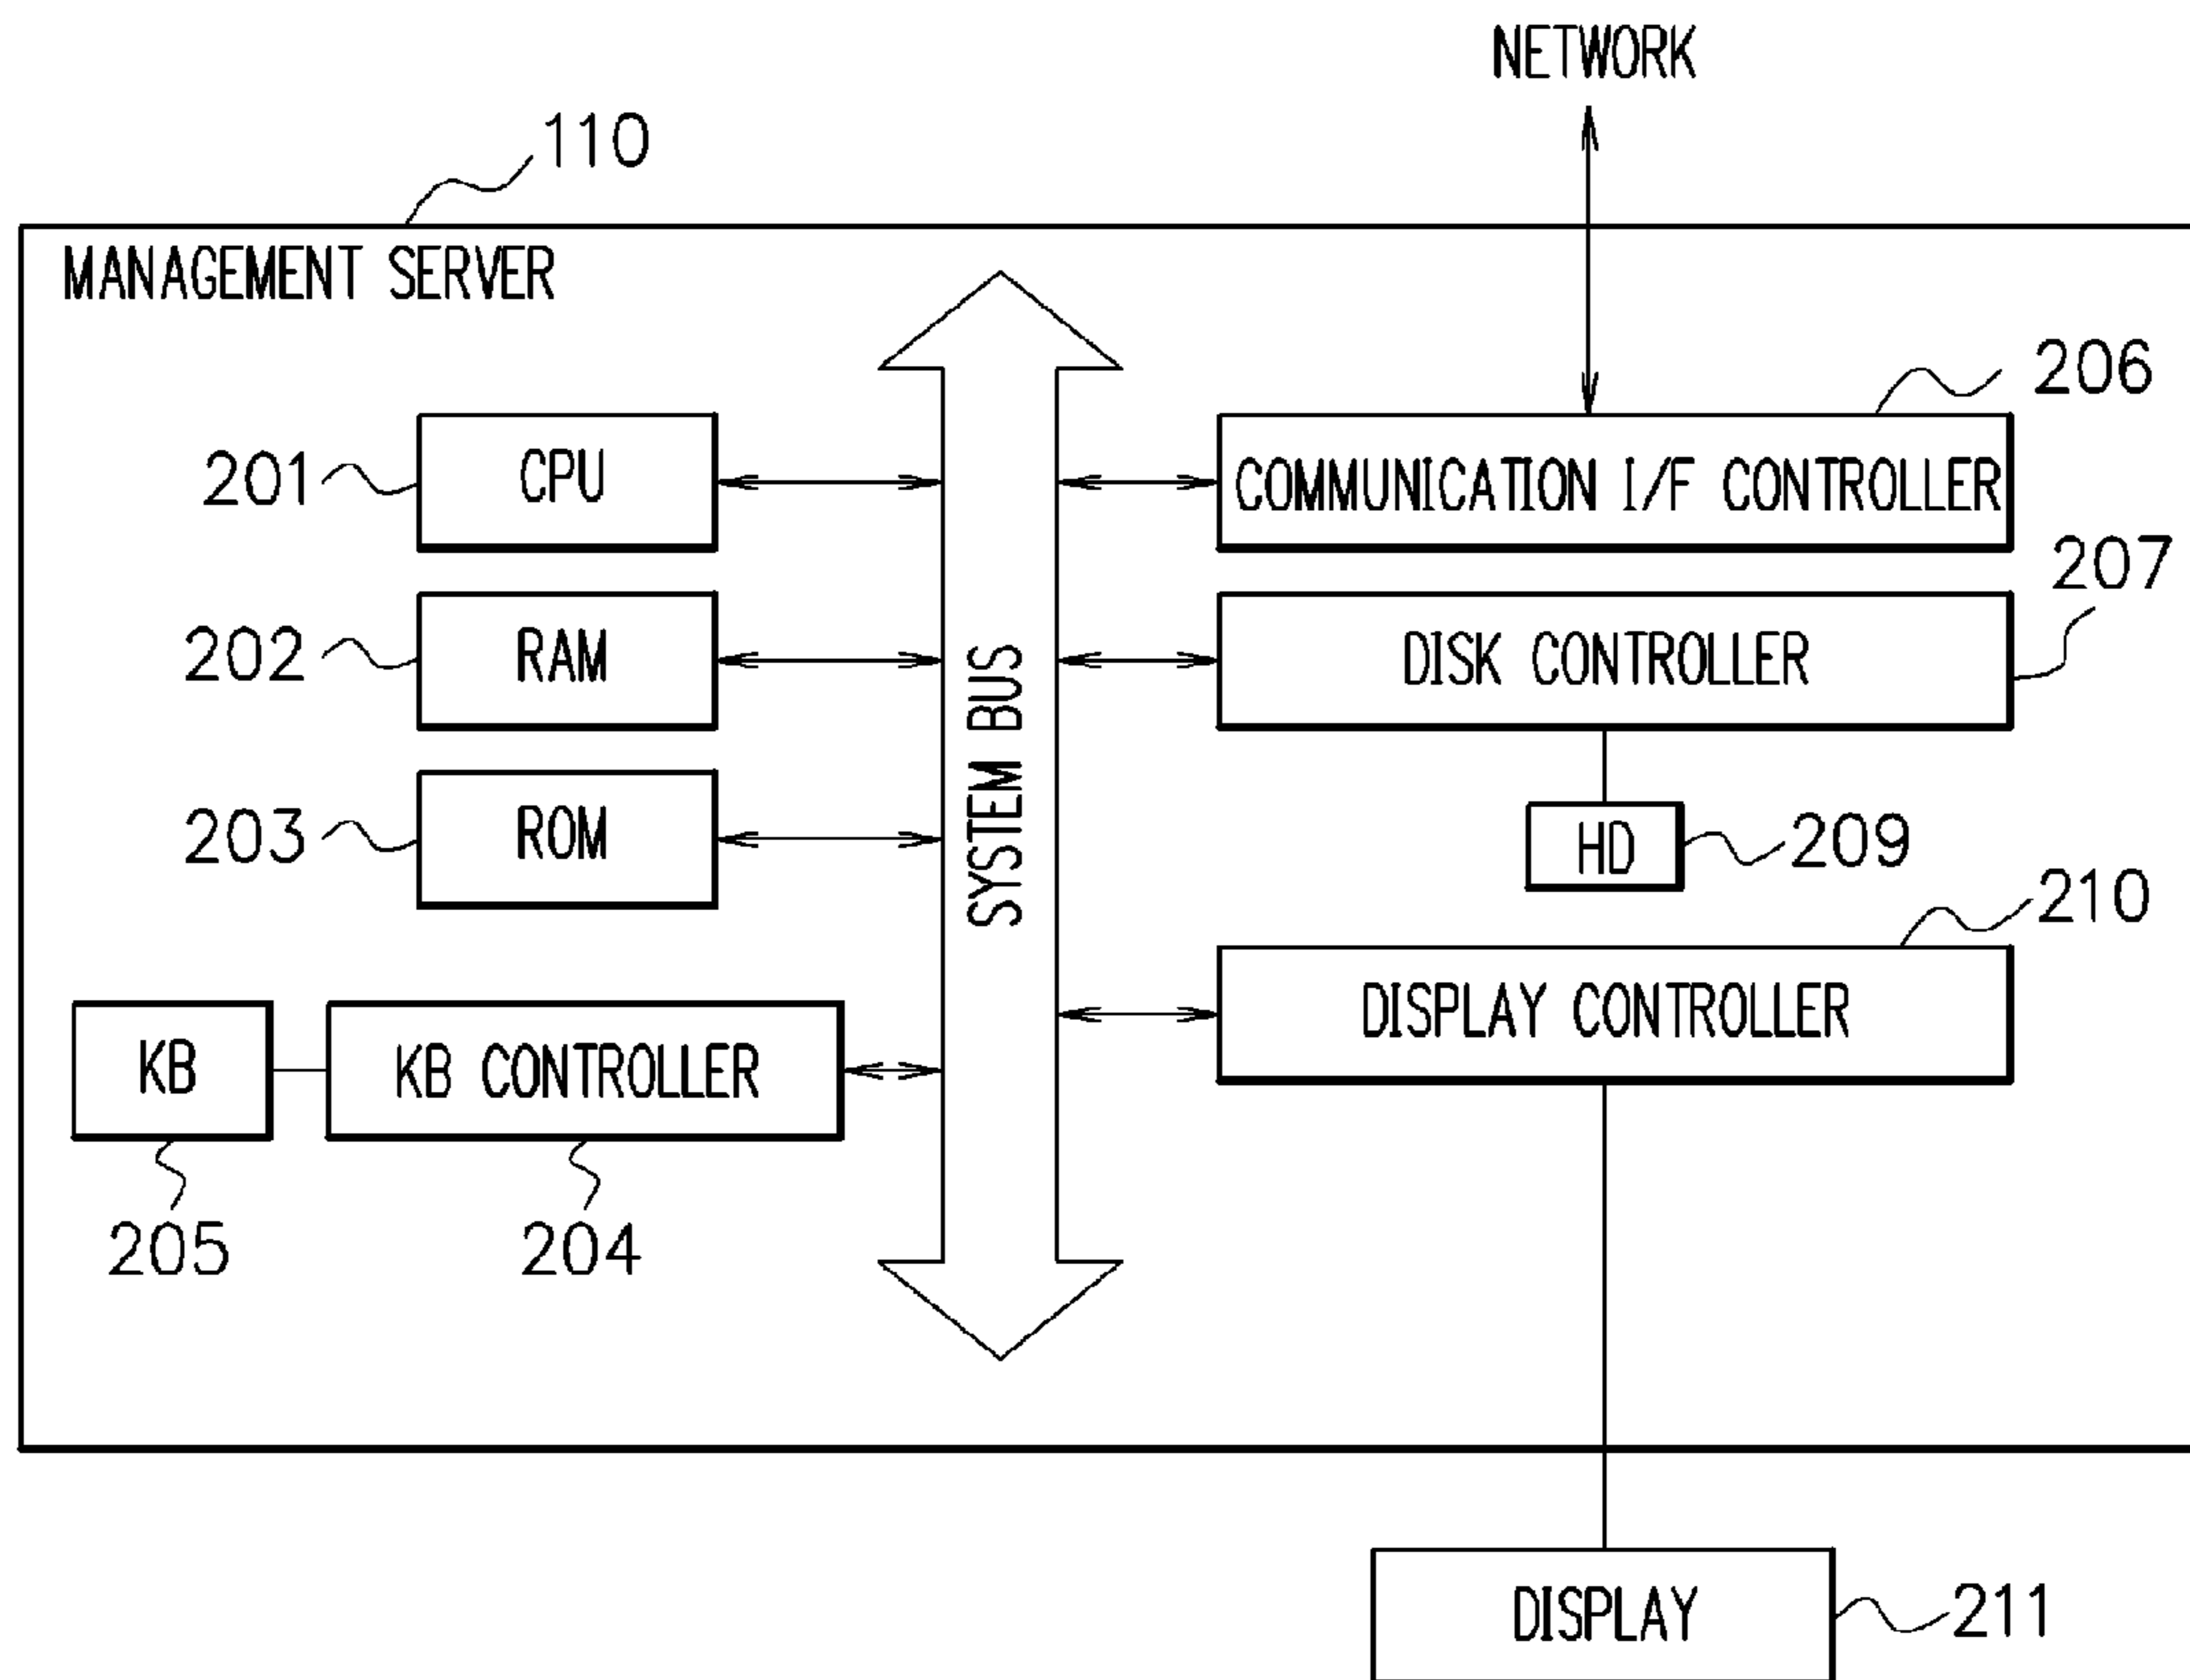 NETWORK
110
MANAGEMENT SERVER
206
201
CPU
COMMUNICATION I/F CONTROLLER
207
202
RAM
DISK CONTROLLER
SYSTEM BUS
203
ROM
HD
209
210
DISPLAY CONTROLLER
KB
KB CONTROLLER
205
204
DISPLAY
211